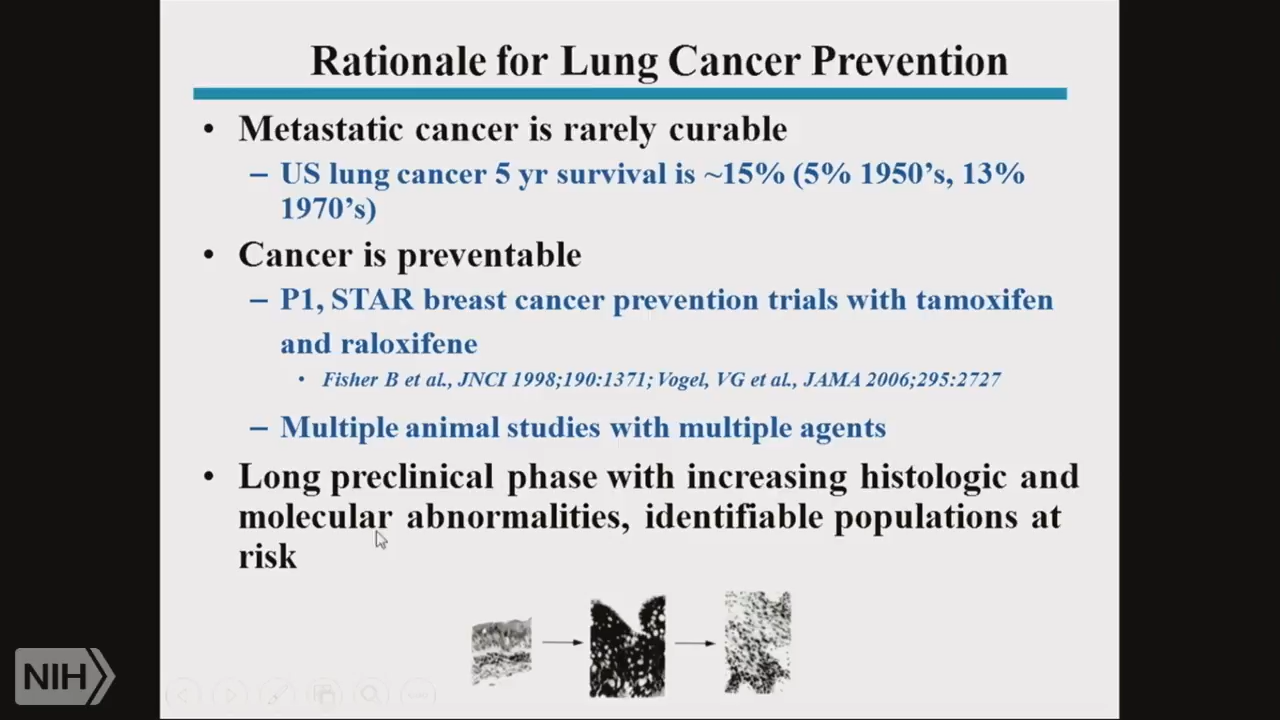 Rationale for Lung Cancer Prevention
• Metastatic cancer is rarely curable
– US lung cancer 5 yr survival is ~15% (5% 1950’s, 13%
1970’s)
• Cancer is preventable
– P1, STAR breast cancer prevention trials with tamoxifen
and raloxifene
• Fisher B et al., JNCI 1998;190:1371; Vogel, VG et al., JAMA 2006;295:2727
– Multiple animal studies with multiple agents
• Long preclinical phase with increasing histologic and
molecular abnormalities, identifiable populations at
risk
NIH